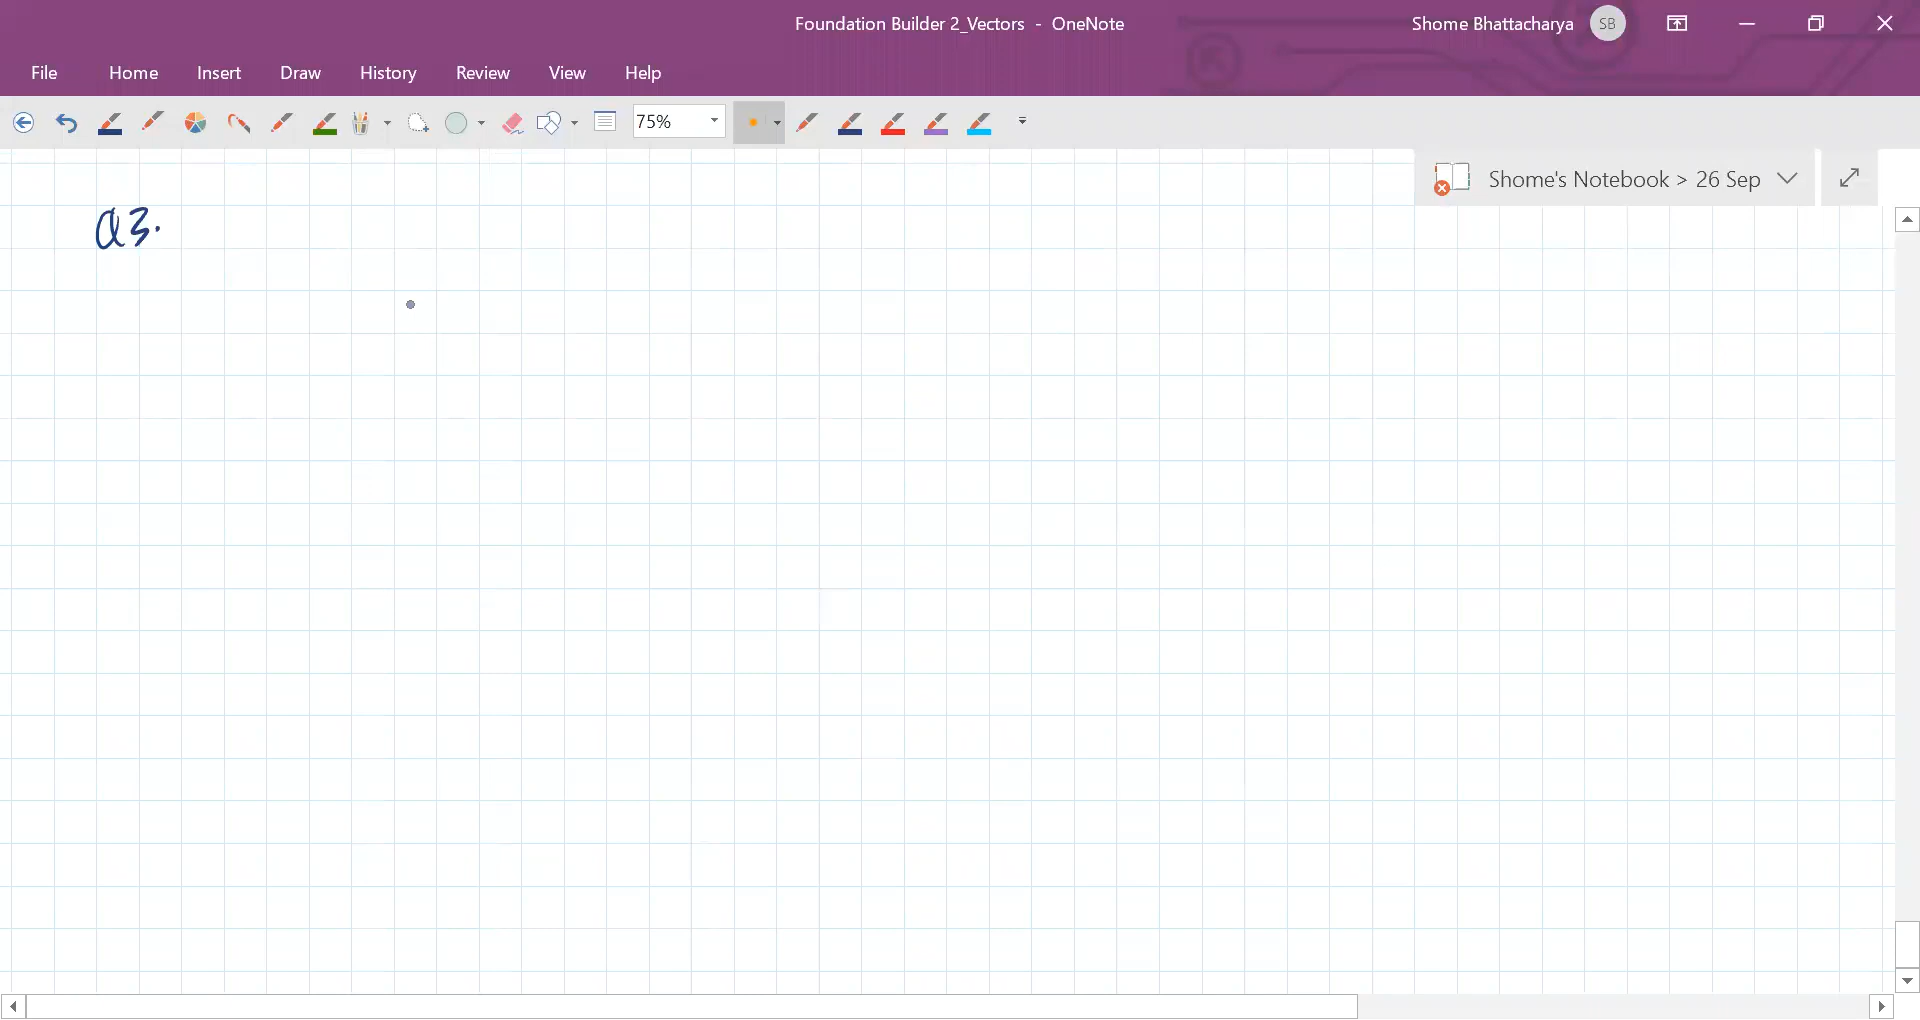 Foundation Builder 2_Vectors - OneNote
Shome Bhattacharya SB
File Home Insert Draw History Review View Help
75%
Shome's Notebook > 26 Sep
Q3.